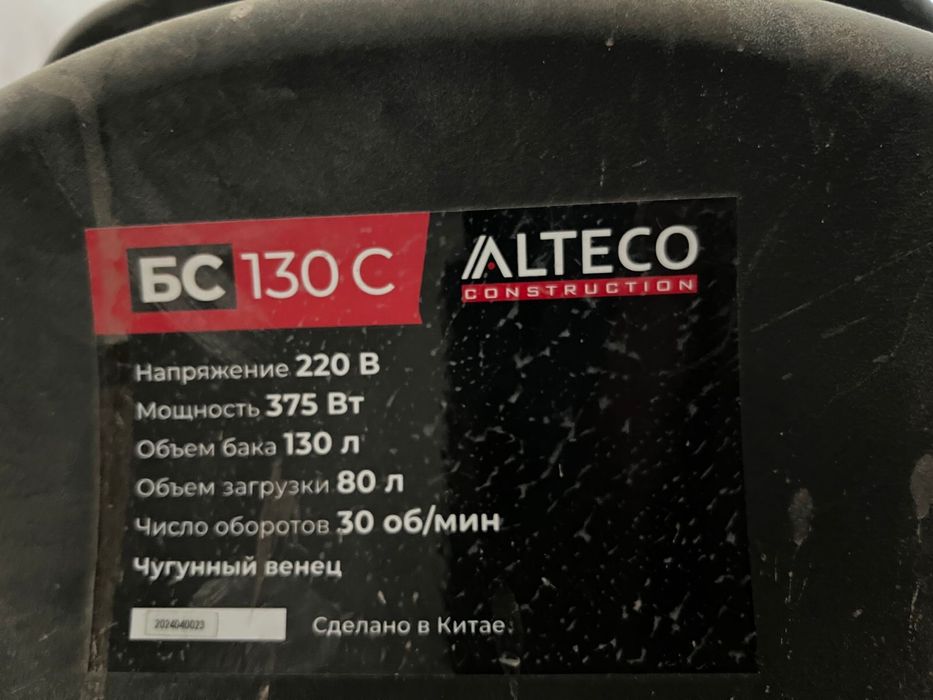 БС 130 С
ALTECO
CONSTRUCTION
Напряжение 220 В
Мощность 375 Вт
Объем бака 130 л
Объем загрузки 80 л
Число оборотов 30 об/мин
Чугунный венец
2024040023
Сделано в Китае